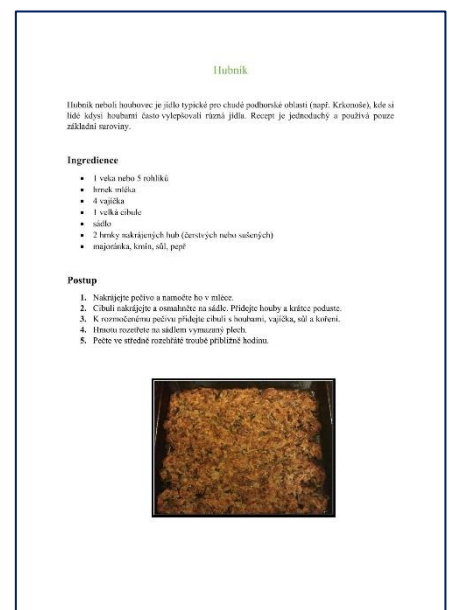 Hubník
Hubník neboli houbovec je jídlo typické pro chudé podhorské oblasti (např. Krkonoše), kde si
lidé kdysi houbami často vylepšovali různá jídla. Recept je jednoduchý a používá pouze
základní suroviny.
Ingredience
▪ 1 veka nebo 5 rohlíků
▪ hrnek mléka
▪ 4 vajíčka
▪ 1 velká cibule
▪ sádlo
▪ 2 hrnky nakrájených hub (čerstvých nebo sušených)
▪ majoránka, kmín, sůl, pepř
Postup
1. Nakrájejte pečivo a namočte ho v mléce.
2. Cibuli nakrájejte a osmahněte na sádle. Přidejte houby a krátce poduste.
3. K rozmočenému pečivu přidejte cibuli s houbami, vajíčka, sůl a koření.
4. Hmotu rozetřete na sádlem vymazaný plech.
5. Pečte ve středně rozehřáté troubě přibližně hodinu.